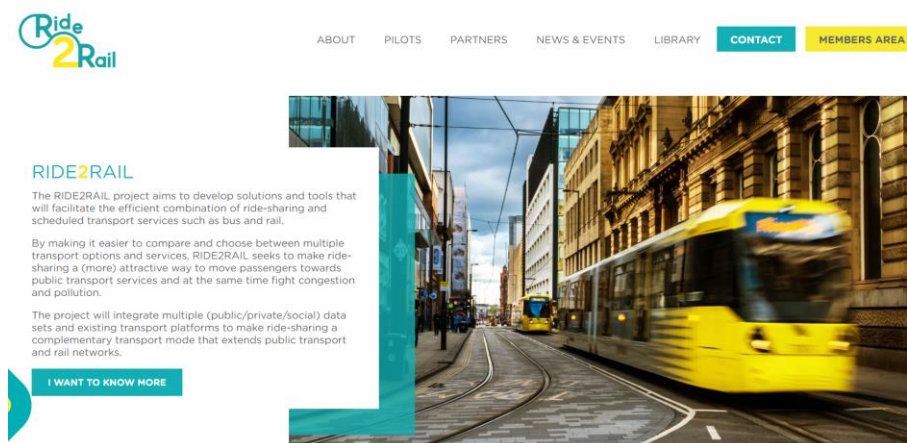 Ride
2Rail
ABOUT PILOTS PARTNERS NEWS & EVENTS LIBRARY CONTACT MEMBERS AREA
RIDE2RAIL
The RIDE2RAIL project aims to develop solutions and tools that
will facilitate the efficient combination of ride-sharing and
scheduled transport services such as bus and rail.
By making it easier to compare and choose between multiple
transport options and services, RIDE2RAIL seeks to make ride-
sharing a (more) attractive way to move passengers towards
public transport services and at the same time fight congestion
and pollution.
The project will integrate multiple (public/private/social) data
sets and existing transport platforms to make ride-sharing a
complementary transport mode that extends public transport
and rail networks.
I WANT TO KNOW MORE